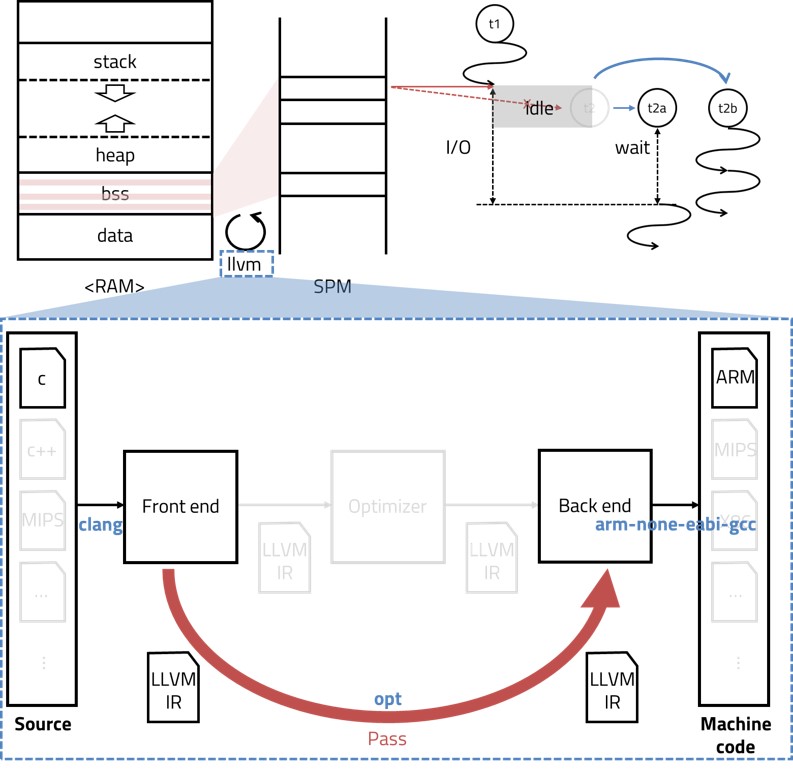 stack
heap
bss
data
<RAM>
llvm
SPM
t1
Idle
t2
t2a
t2b
I/O
wait
c
c++
MIPS
...
⋮
Source
clang
Front end
LLVM
IR
Optimizer
LLVM
IR
Back end
arm-none-eabi-gcc
ARM
MIPS
...
⋮
Machine
code
LLVM
IR
opt
Pass
LLVM
IR